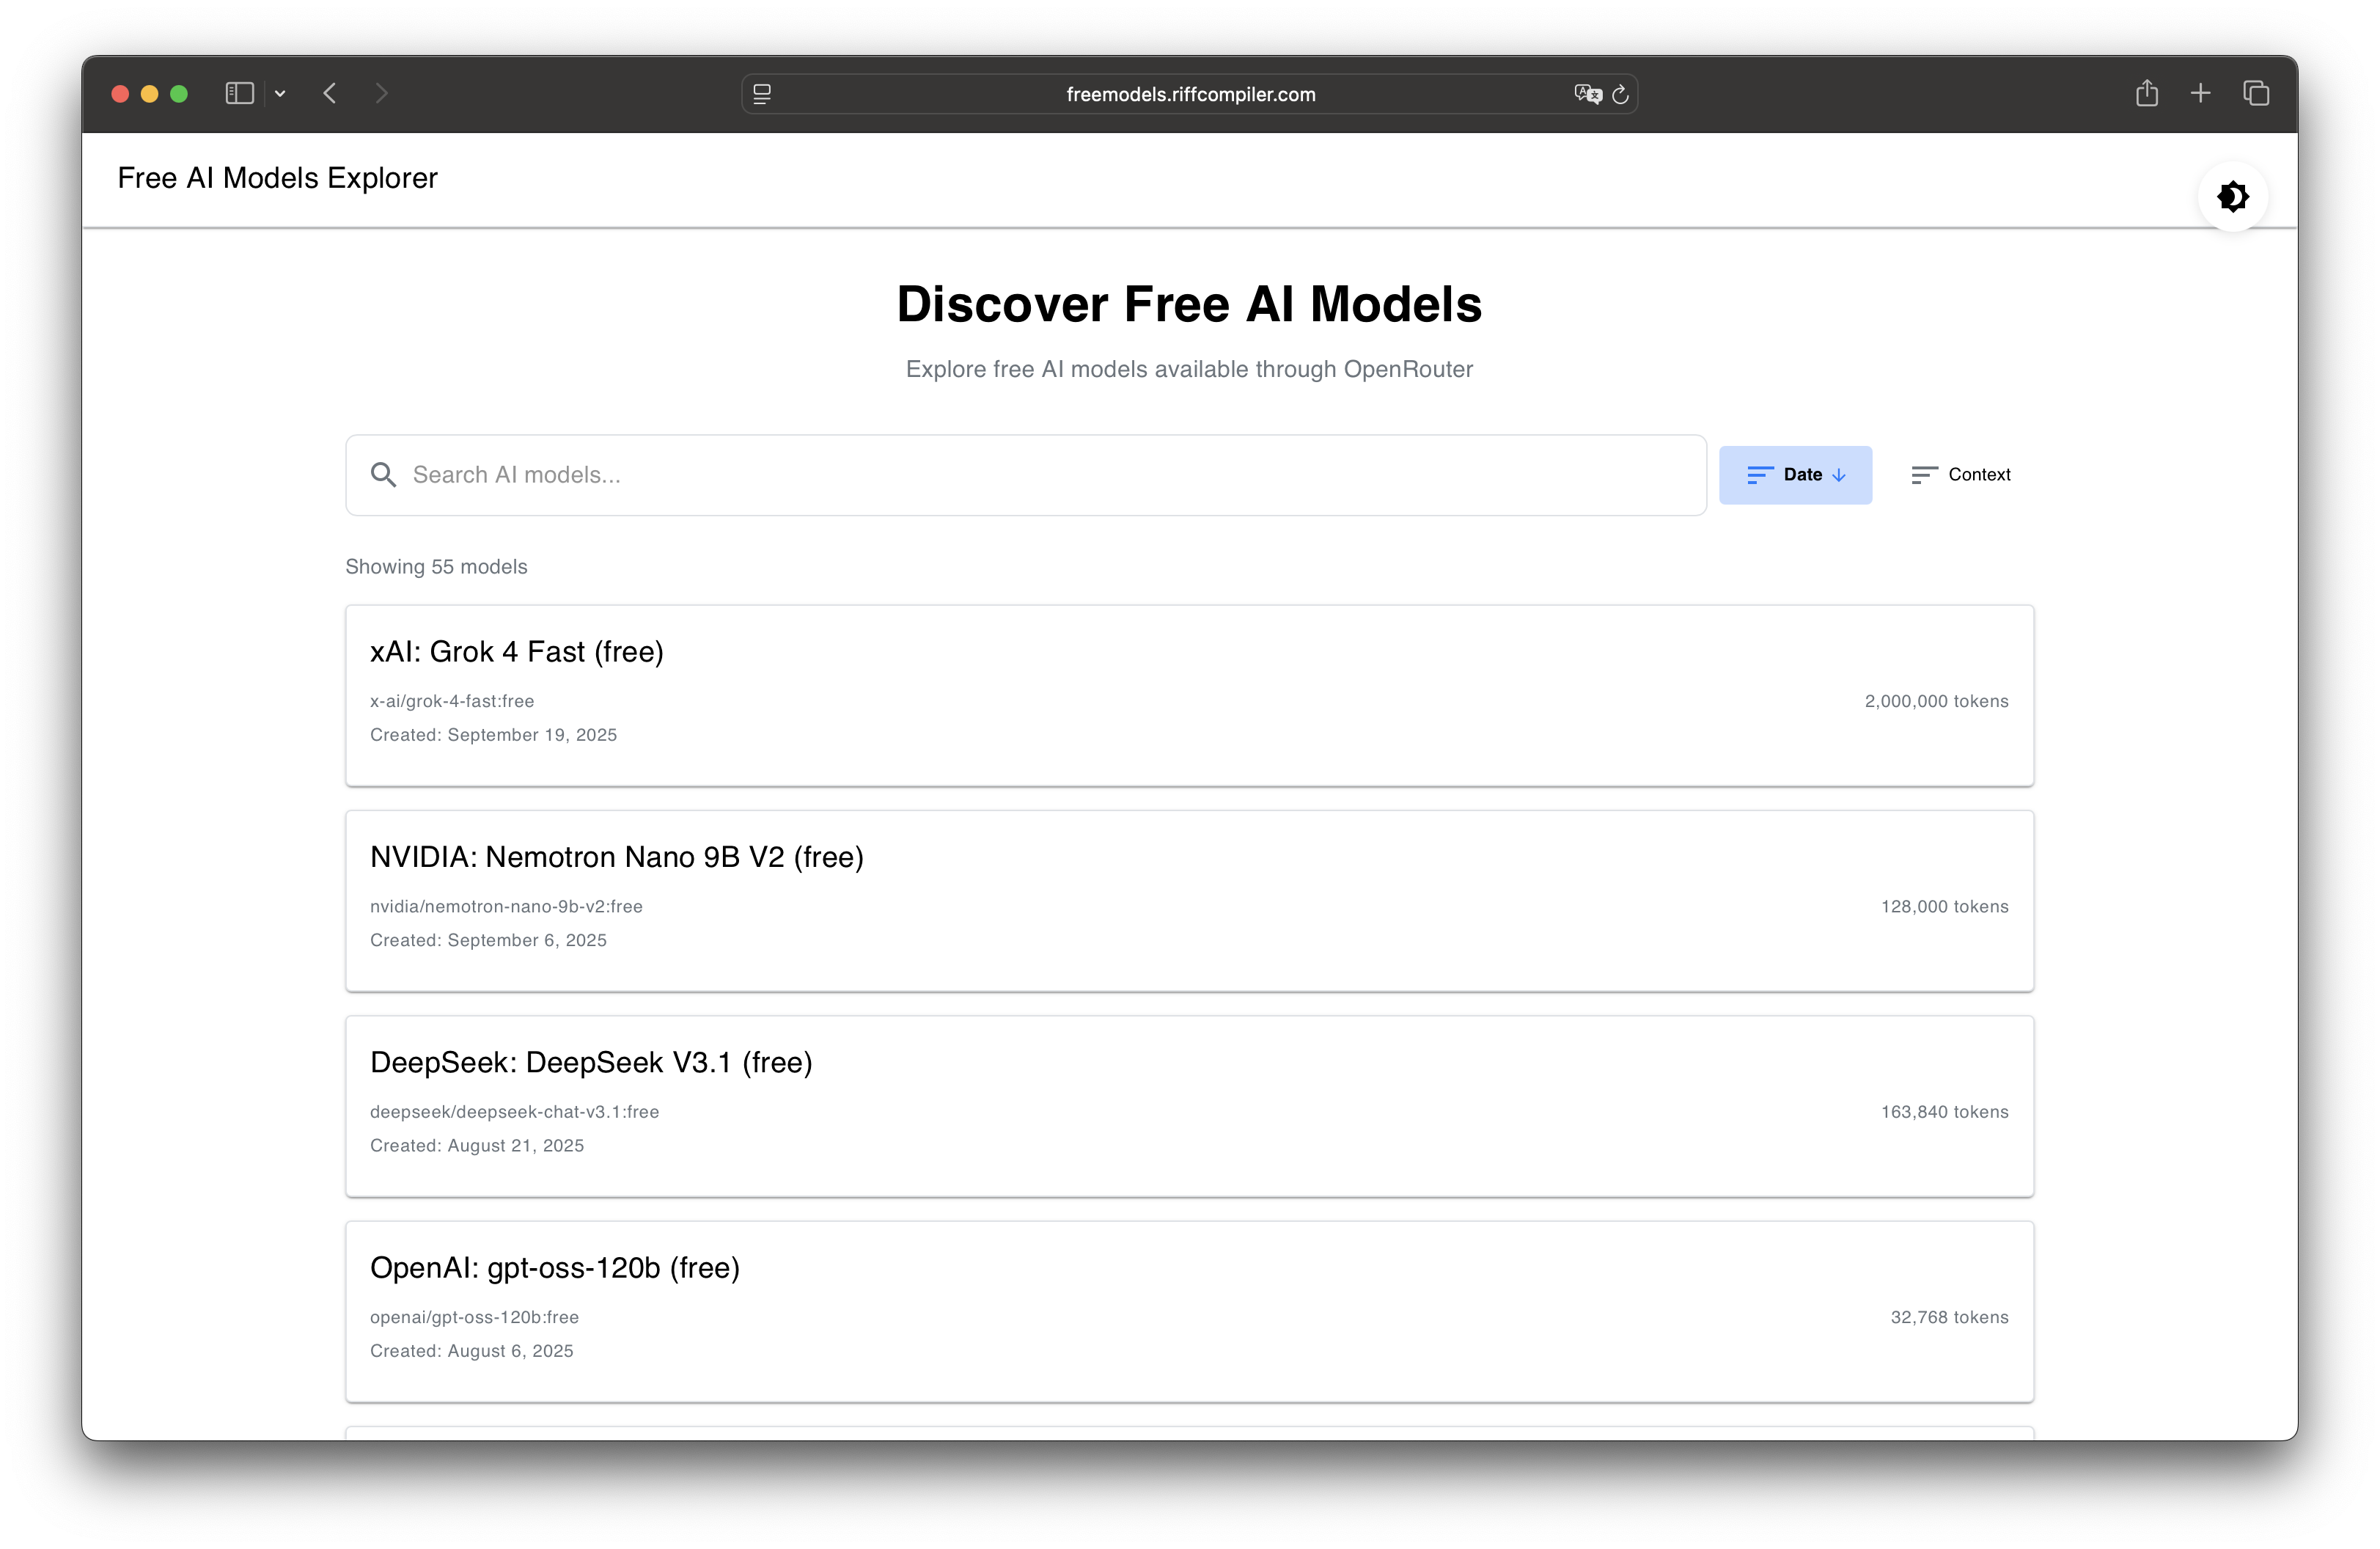 freemodels.riffcompiler.com
Free AI Models Explorer
Discover Free AI Models
Explore free AI models available through OpenRouter
Search AI models...
Date ↓
Context
Showing 55 models
xAI: Grok 4 Fast (free)
x-ai/grok-4-fast:free
2,000,000 tokens
Created: September 19, 2025
NVIDIA: Nemotron Nano 9B V2 (free)
nvidia/nemotron-nano-9b-v2:free
128,000 tokens
Created: September 6, 2025
DeepSeek: DeepSeek V3.1 (free)
deepseek/deepseek-chat-v3.1:free
163,840 tokens
Created: August 21, 2025
OpenAI: gpt-oss-120b (free)
openai/gpt-oss-120b:free
32,768 tokens
Created: August 6, 2025